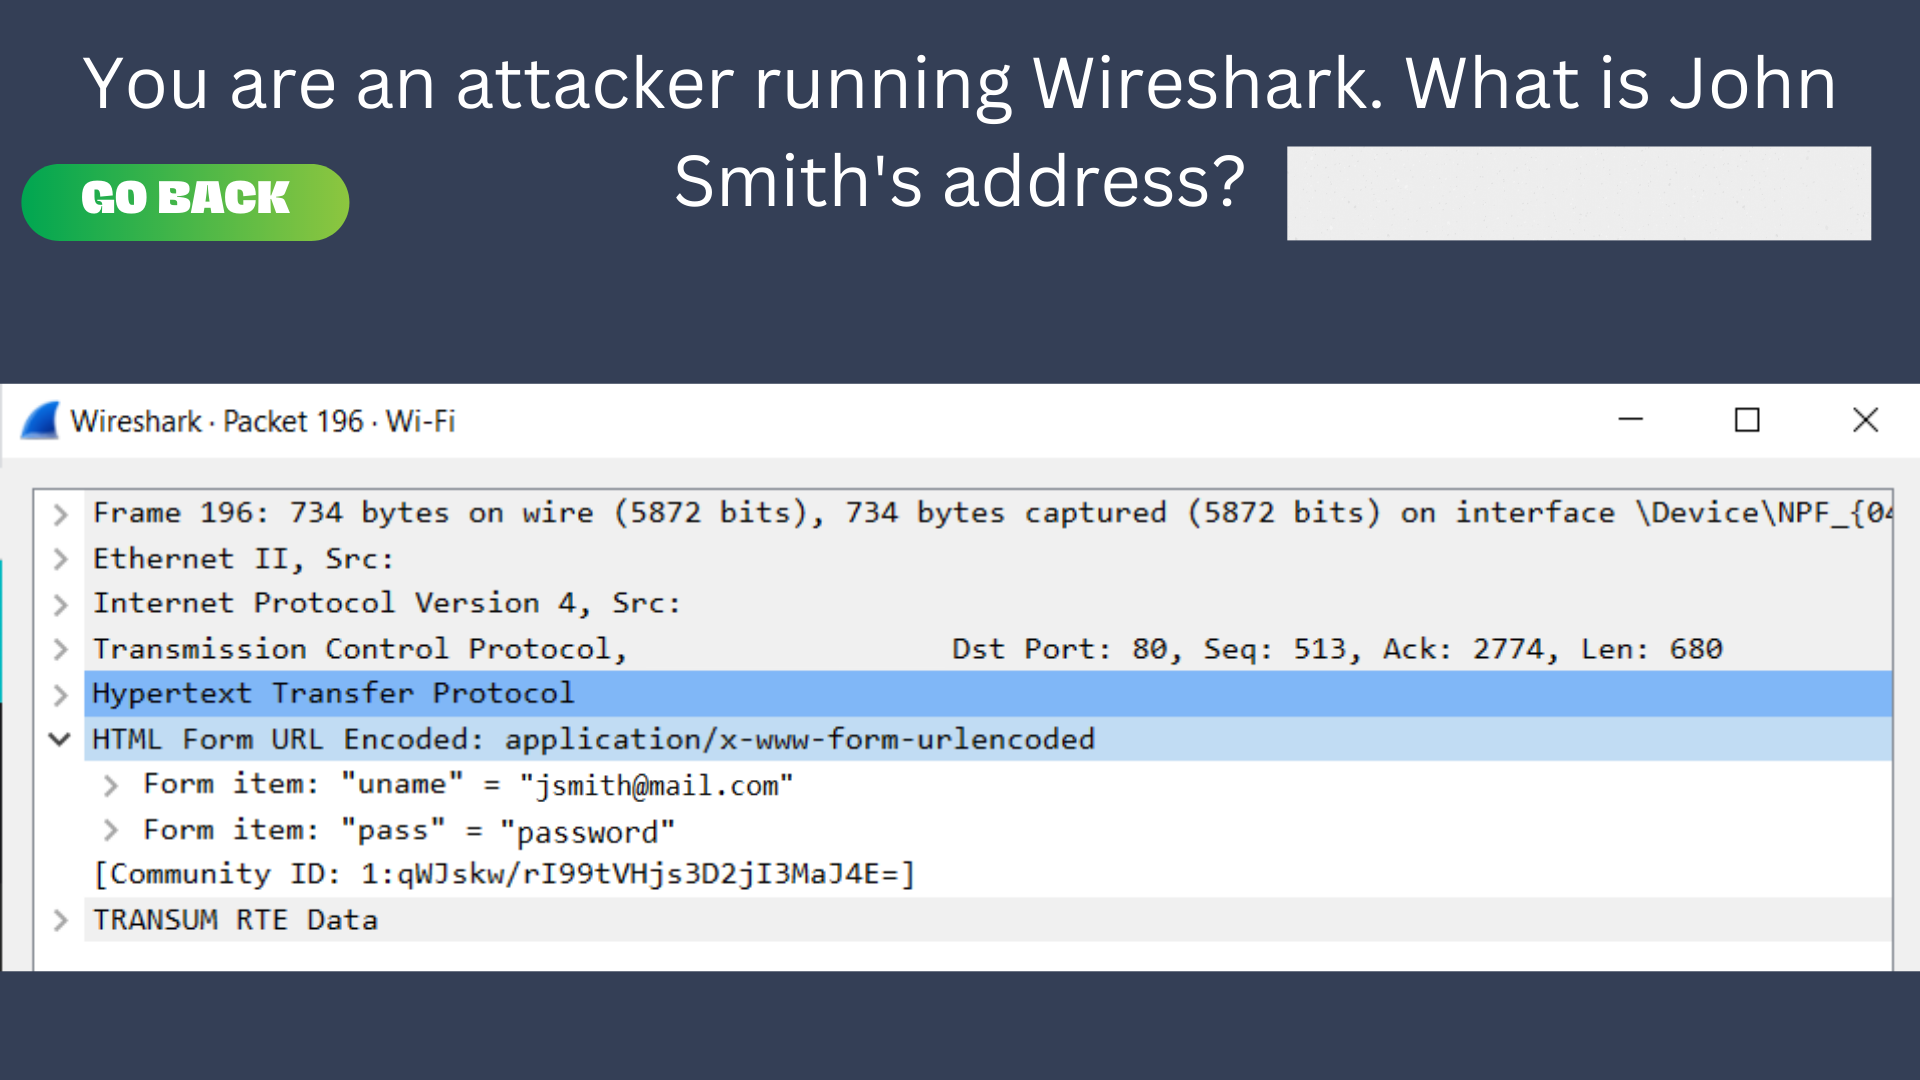 You are an attacker running Wireshark. What is John
Smith's address?
GO BACK
Wireshark · Packet 196 · Wi-Fi
Frame 196: 734 bytes on wire (5872 bits), 734 bytes captured (5872 bits) on interface \Device\NPF_{04
Ethernet II, Src:
Internet Protocol Version 4, Src:
Transmission Control Protocol, Dst Port: 80, Seq: 513, Ack: 2774, Len: 680
Hypertext Transfer Protocol
HTML Form URL Encoded: application/x-www-form-urlencoded
Form item: "uname" = "jsmith@mail.com"
Form item: "pass" = "password"
[Community ID: 1:qWJskw/rI99tVHjs3D2jI3MaJ4E=]
TRANSUM RTE Data